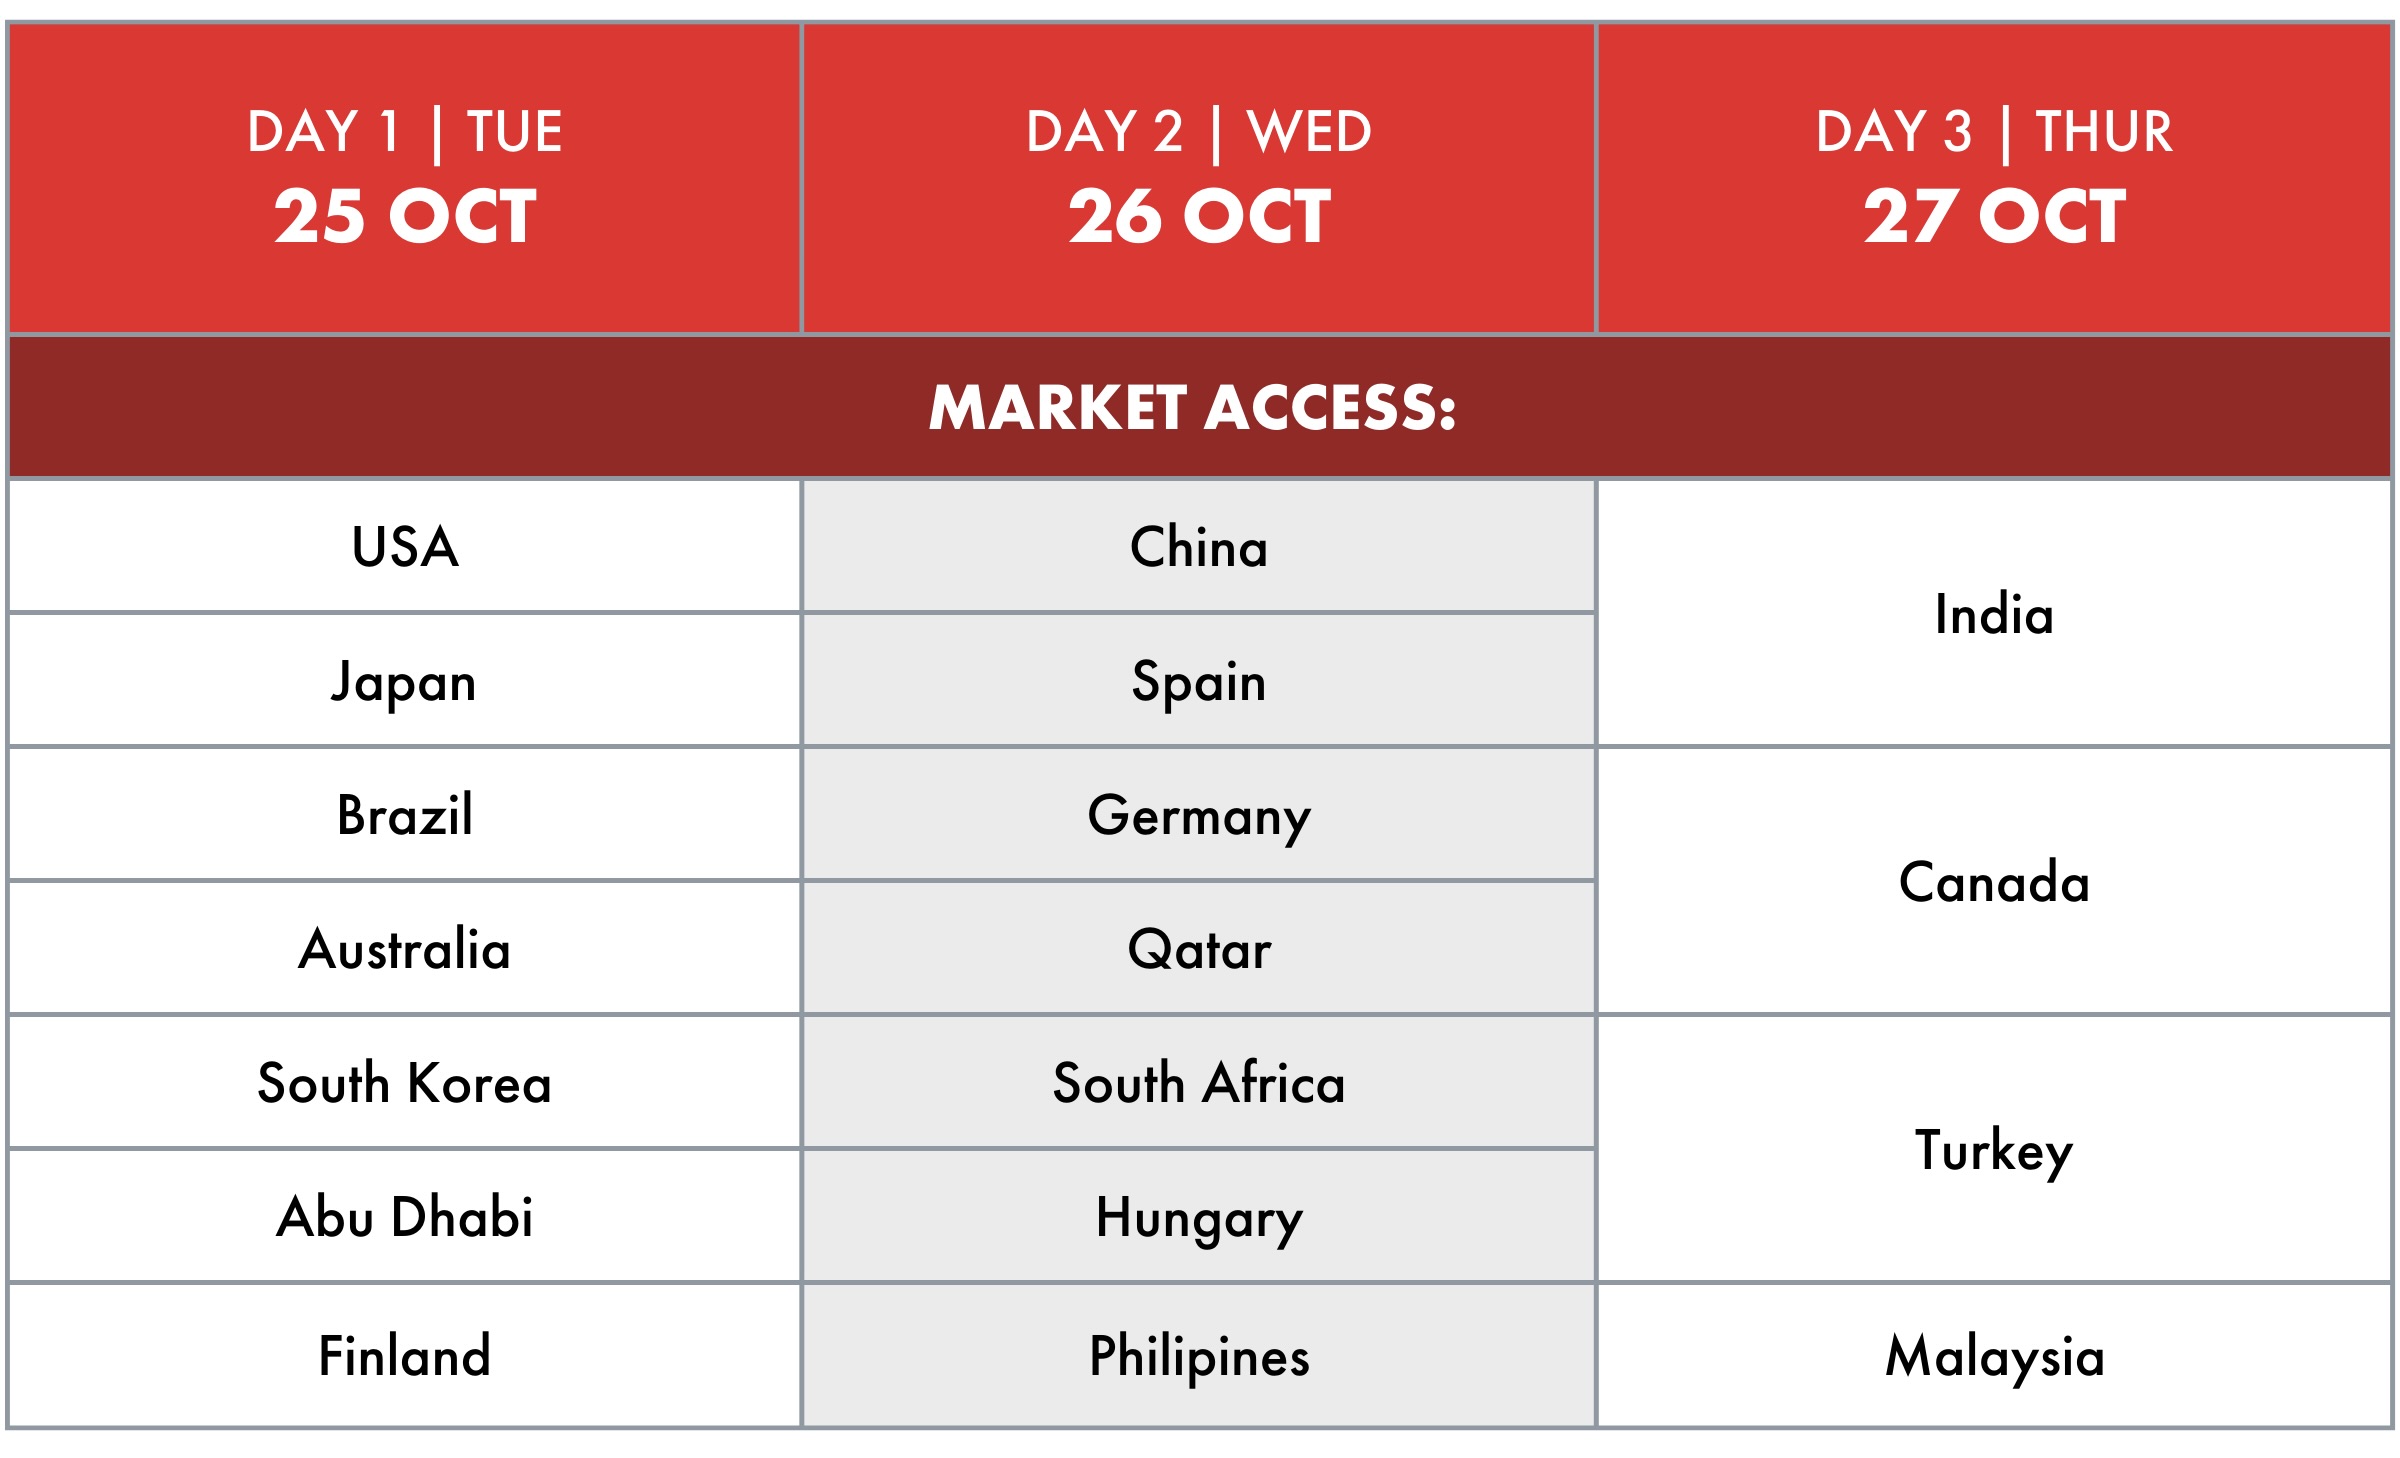 DAY 1 | TUE
25 OCT
DAY 2 | WED
26 OCT
DAY 3 | THUR
27 OCT
MARKET ACCESS:
USA
China
India
Japan
Spain
Brazil
Germany
Canada
Australia
Qatar
South Korea
South Africa
Turkey
Abu Dhabi
Hungary
Finland
Philipines
Malaysia